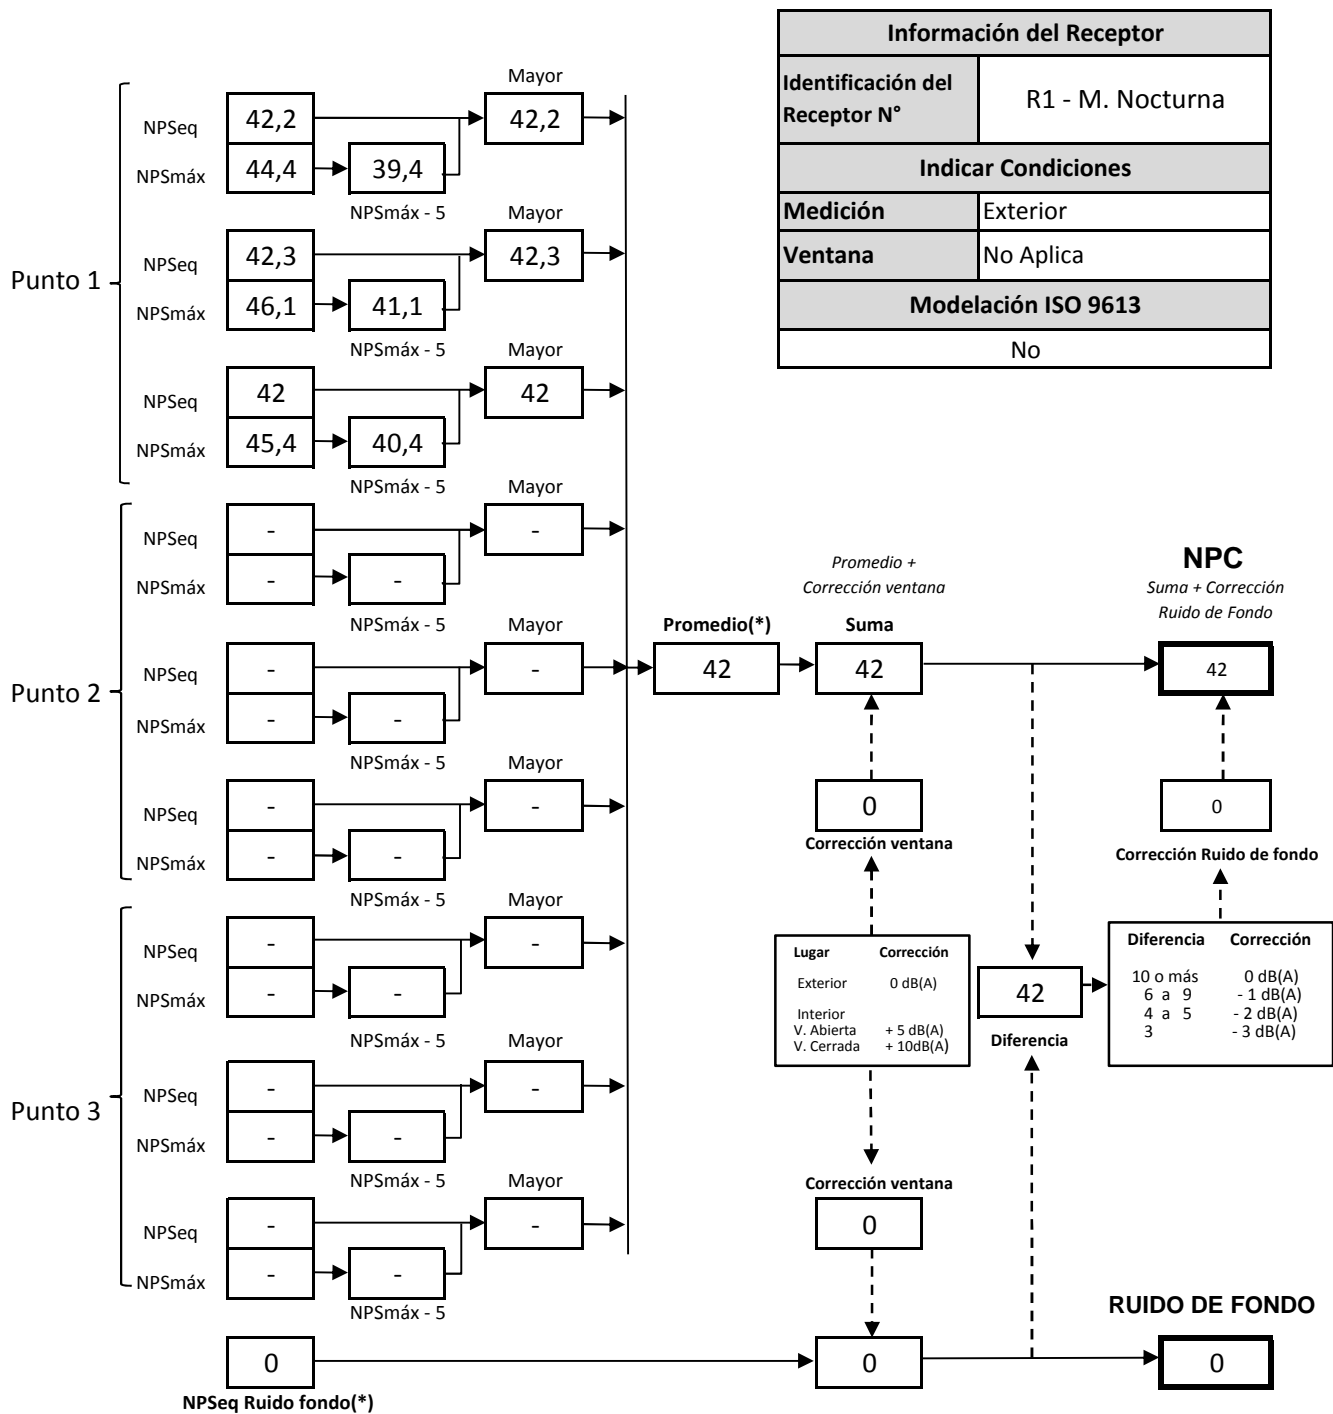 Información del Receptor
Identificación del
Receptor N°
R1 - M. Nocturna
Indicar Condiciones
Medición
Exterior
Ventana
No Aplica
Modelación ISO 9613
No
Punto 1
Mayor
NPSeq
42,2
42,2
NPSmáx
44,4
39,4
NPSmáx - 5
Mayor
NPSeq
42,3
42,3
NPSmáx
46,1
41,1
NPSmáx - 5
Mayor
NPSeq
42
42
NPSmáx
45,4
40,4
NPSmáx - 5
Punto 2
Mayor
NPSeq
-
-
NPSmáx
-
-
NPSmáx - 5
Mayor
NPSeq
-
-
NPSmáx
-
-
NPSmáx - 5
Mayor
NPSeq
-
-
NPSmáx
-
-
NPSmáx - 5
Punto 3
Mayor
NPSeq
-
-
NPSmáx
-
-
NPSmáx - 5
Mayor
NPSeq
-
-
NPSmáx
-
-
NPSmáx - 5
Mayor
NPSeq
-
-
NPSmáx
-
-
NPSmáx - 5
Promedio(*)
42
Promedio +
Corrección ventana
Suma
42
NPC
Suma + Corrección
Ruido de Fondo
42
0
Corrección ventana
0
Corrección Ruido de fondo
Lugar Corrección
Exterior 0 dB(A)
Interior
V. Abierta + 5 dB(A)
V. Cerrada + 10dB(A)
42
Diferencia
Diferencia Corrección
10 o más 0 dB(A)
6 a 9 - 1 dB(A)
4 a 5 - 2 dB(A)
3 - 3 dB(A)
Corrección ventana
0
RUIDO DE FONDO
0
0
0
NPSeq Ruido fondo(*)